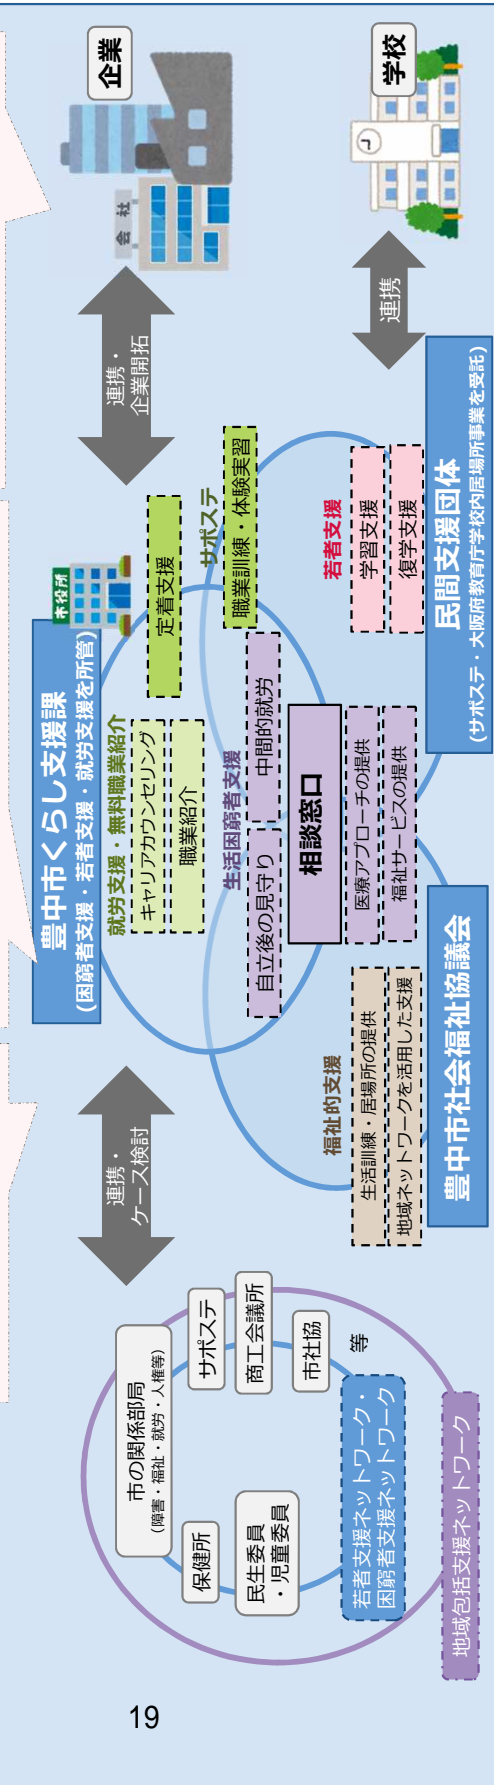 市の関係部局
(障害・福祉・就労・人権等)
保健所
民生委員
・児童委員
サポステ
商工会議所
市社協
等
若者支援ネットワーク・
困窮者支援ネットワーク
地域包括支援ネットワーク
連携・
ケース検討
豊中市くらし支援課
(困窮者支援・若者支援・就労支援を所管)
市役所
就労支援・無料職業紹介
キャリアカウンセリング
職業紹介
定着支援
サポステ
職業訓練・体験実習
生活困窮者支援
自立後の見守り
中間的就労
相談窓口
医療アプローチの提供
福祉サービスの提供
福祉的支援
生活訓練・居場所の提供
地域ネットワークを活用した支援
豊中市社会福祉協議会
若者支援
学習支援
復学支援
民間支援団体
(サポステ・大阪府教育庁学校内居場所事業を受託)
連携・
企業開拓
企業
会社
連携
学校
19